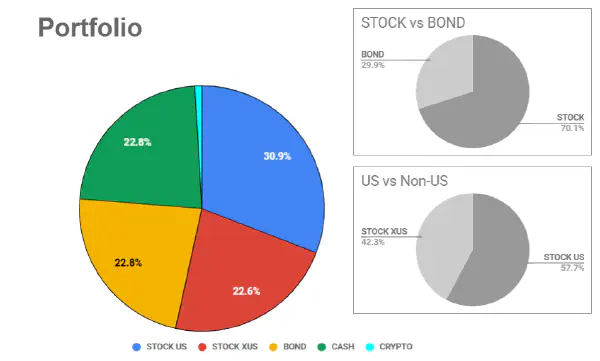 Portfolio
30.9%
22.6%
22.8%
22.8%
STOCK US
STOCK XUS
BOND
CASH
CRYPTO
STOCK vs BOND
BOND
29.9%
STOCK
70.1%
US vs Non-US
STOCK XUS
42.3%
STOCK US
57.7%